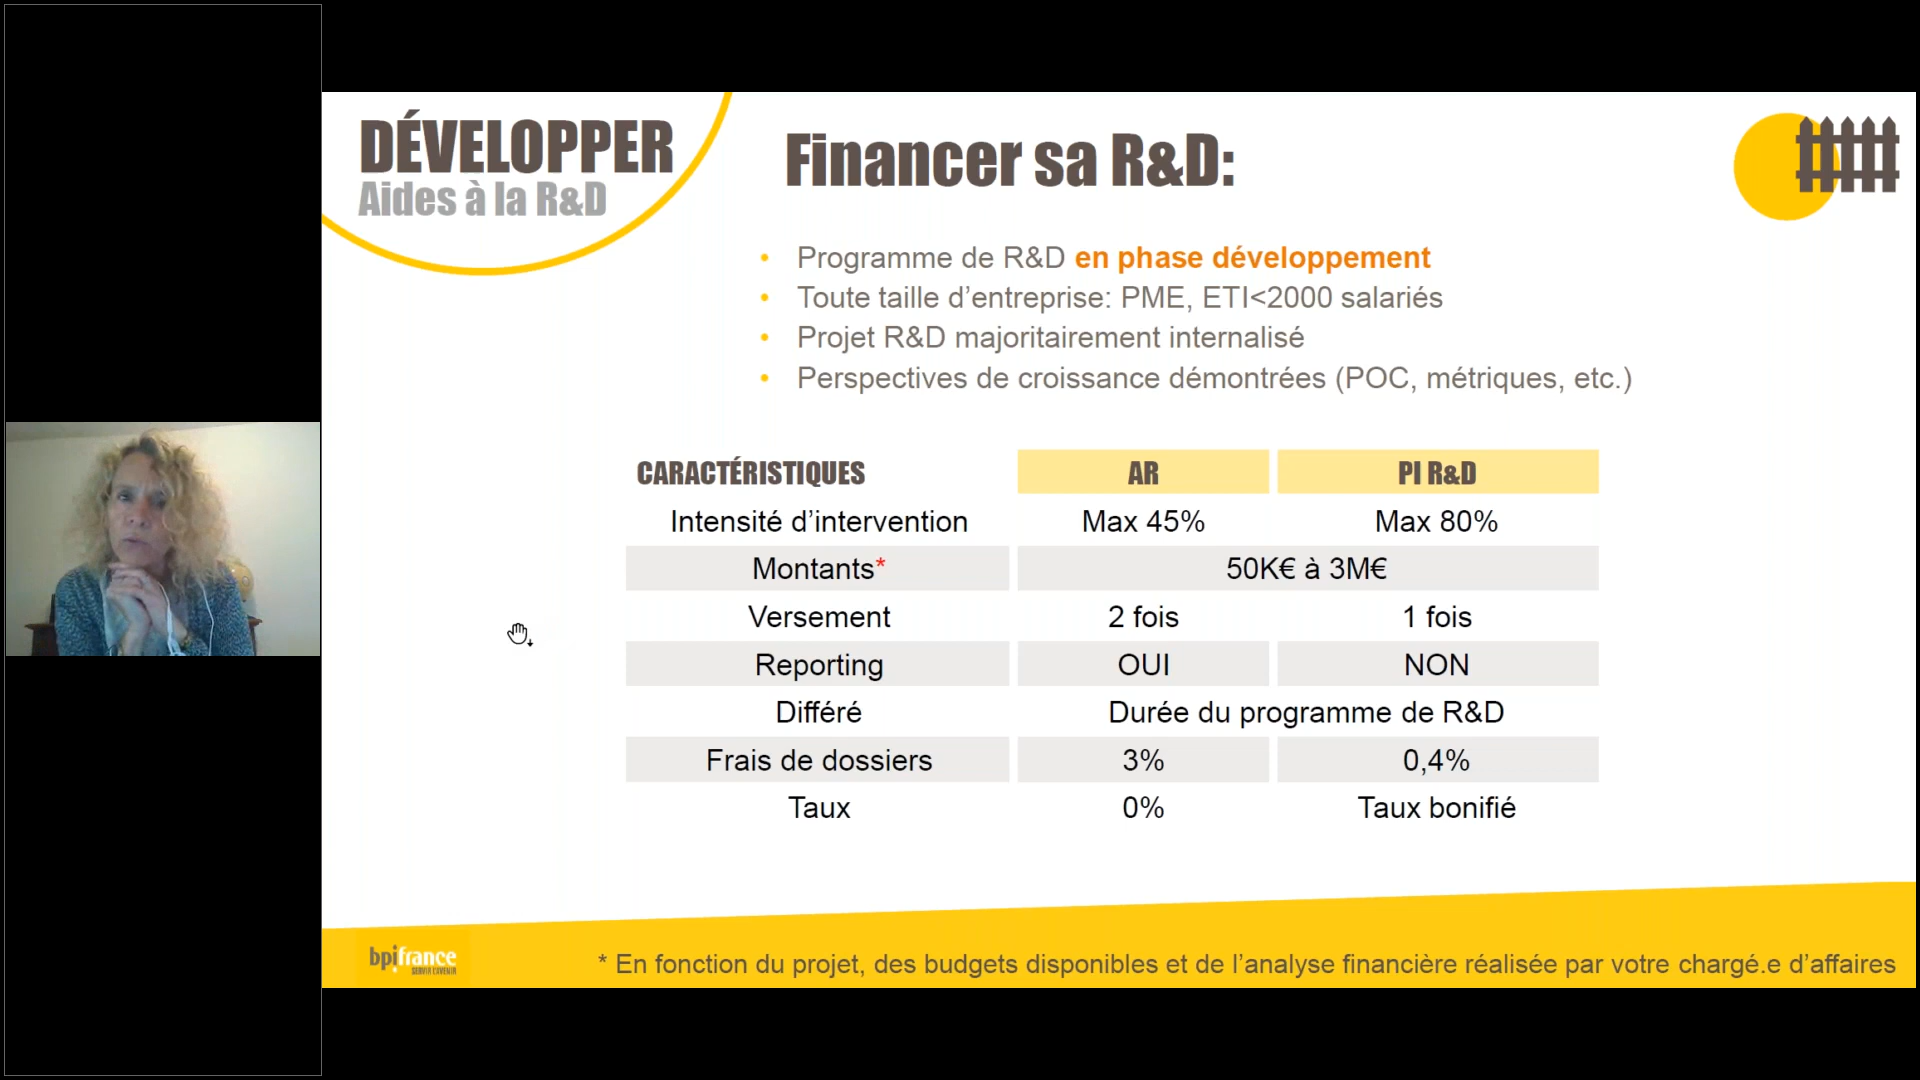 DÉVELOPPER
Aides à la R&D
Financer sa R&D:
• Programme de R&D en phase développement
• Toute taille d’entreprise: PME, ETI<2000 salariés
• Projet R&D majoritairement internalisé
• Perspectives de croissance démontrées (POC, métriques, etc.)
CARACTÉRISTIQUES AR PI R&D
Intensité d’intervention Max 45% Max 80%
Montants* 50K€ à 3M€
Versement 2 fois 1 fois
Reporting OUI NON
Différé Durée du programme de R&D
Frais de dossiers 3% 0,4%
Taux 0% Taux bonifié
bpifrance
SERVIR L'AVENIR
* En fonction du projet, des budgets disponibles et de l’analyse financière réalisée par votre chargé.e d’affaires